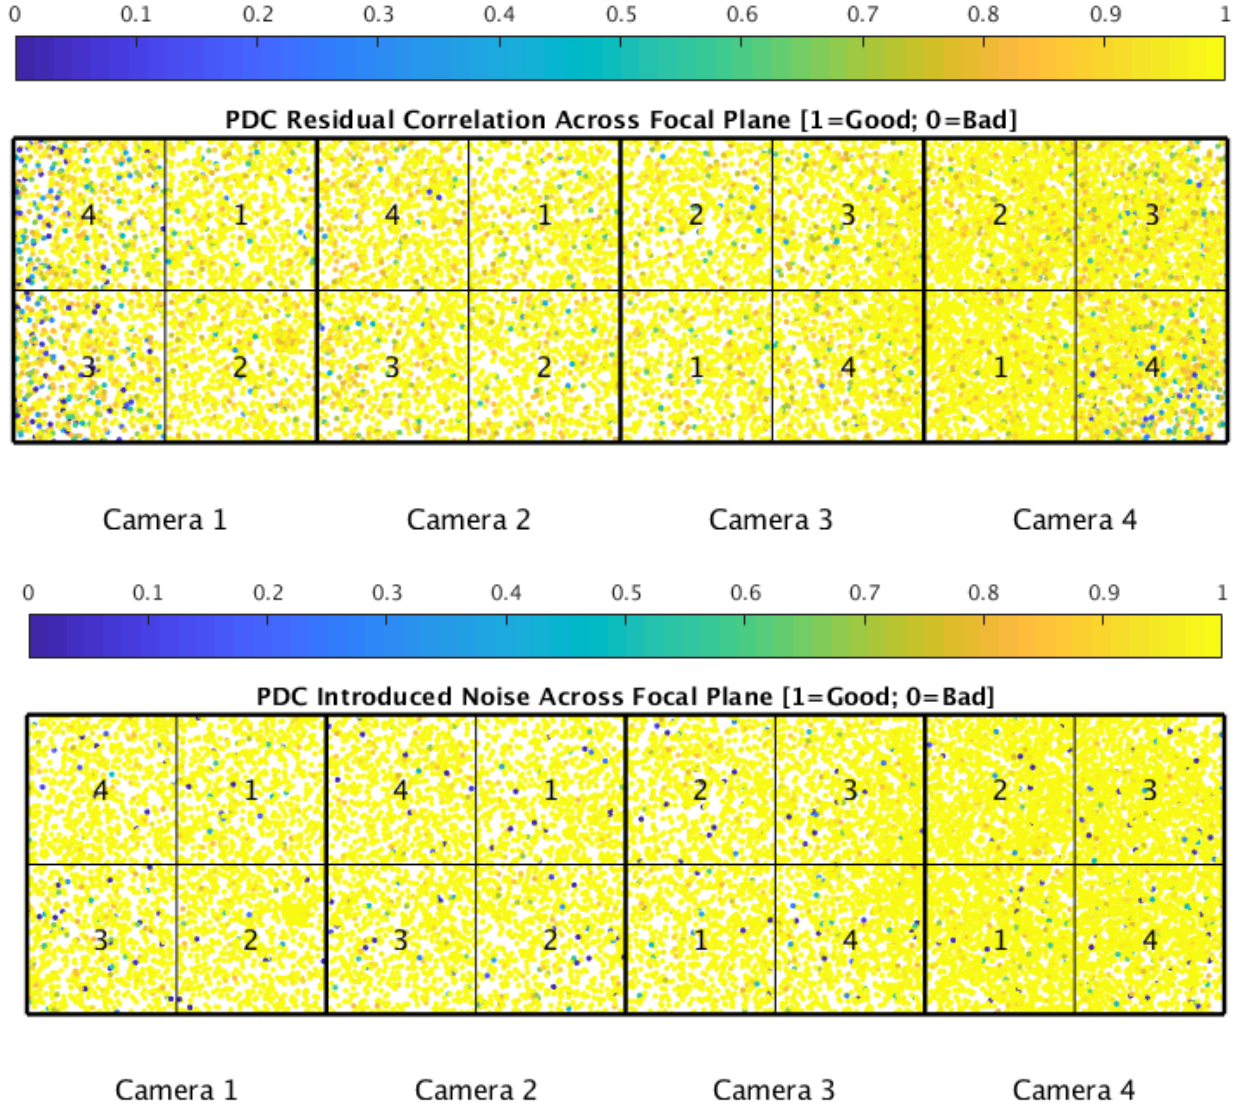 0 0.1 0.2 0.3 0.4 0.5 0.6 0.7 0.8 0.9 1
PDC Residual Correlation Across Focal Plane [1=Good; 0=Bad]
4 1 4 1 2 3 2 3
3 2 3 2 1 4 1 4
Camera 1 Camera 2 Camera 3 Camera 4
0 0.1 0.2 0.3 0.4 0.5 0.6 0.7 0.8 0.9 1
PDC Introduced Noise Across Focal Plane [1=Good; 0=Bad]
4 1 4 1 2 3 2 3
3 2 3 2 1 4 1 4
Camera 1 Camera 2 Camera 3 Camera 4